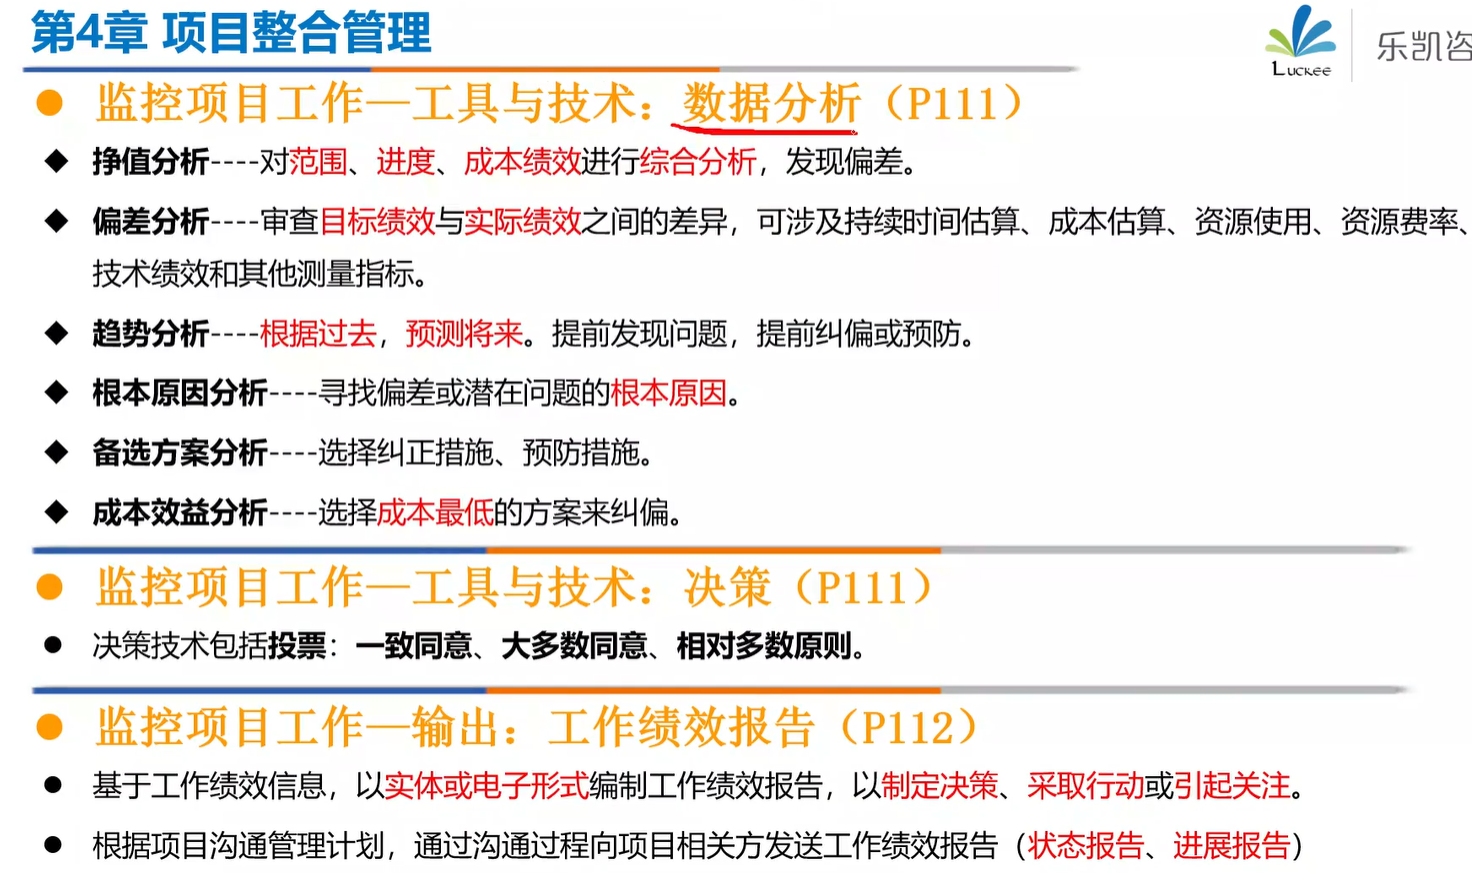 第4章 项目整合管理
Luckee
乐凯咨
监控项目工作—工具与技术：数据分析（P111）
挣值分析----对范围、进度、成本绩效进行综合分析，发现偏差。
偏差分析----审查目标绩效与实际绩效之间的差异，可涉及持续时间估算、成本估算、资源使用、资源费率、
技术绩效和其他测量指标。
趋势分析----根据过去，预测将来。提前发现问题，提前纠偏或预防。
根本原因分析----寻找偏差或潜在问题的根本原因。
备选方案分析----选择纠正措施、预防措施。
成本效益分析----选择成本最低的方案来纠偏。
监控项目工作—工具与技术：决策（P111）
决策技术包括投票：一致同意、大多数同意、相对多数原则。
监控项目工作—输出：工作绩效报告（P112）
基于工作绩效信息，以实体或电子形式编制工作绩效报告，以制定决策、采取行动或引起关注。
根据项目沟通管理计划，通过沟通过程向项目相关方发送工作绩效报告（状态报告、进展报告）